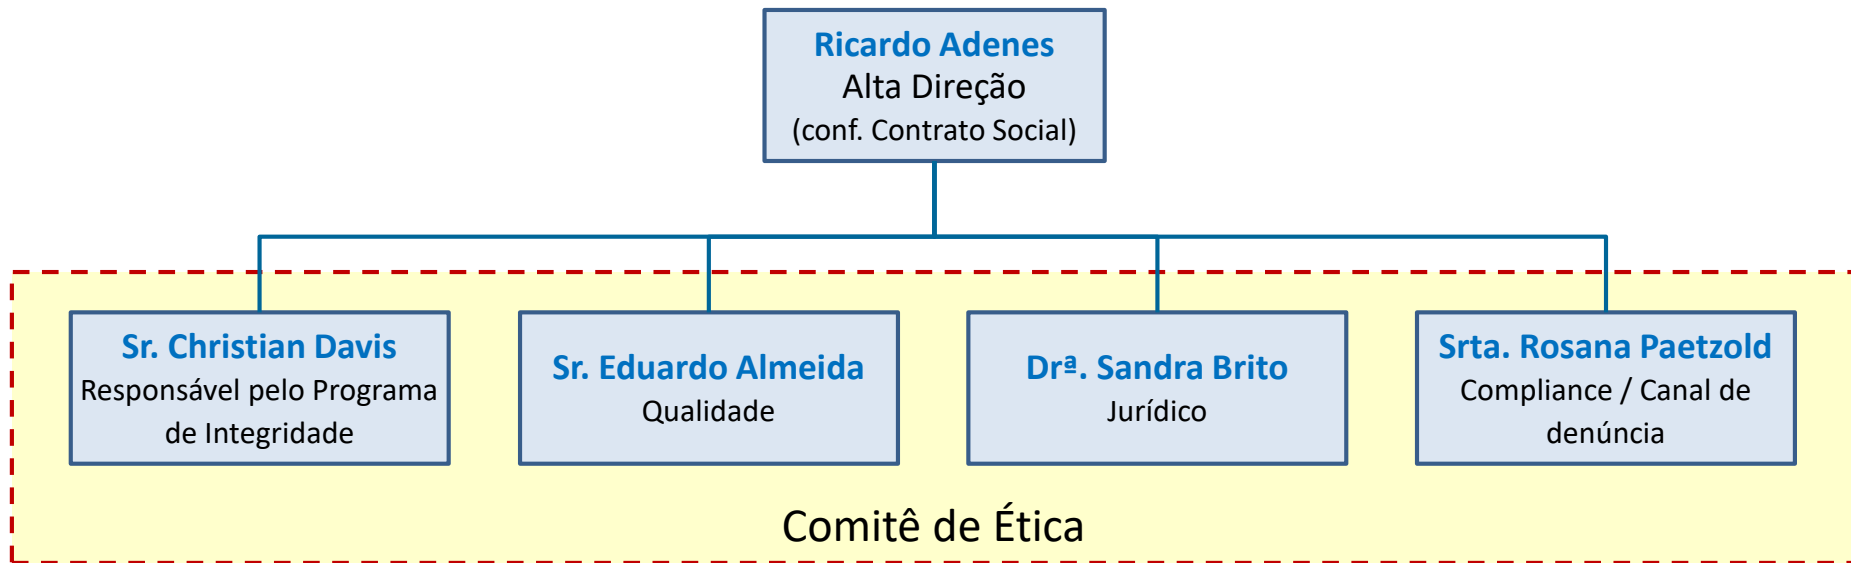 Ricardo Adenes
Alta Direção
(conf. Contrato Social)
Sr. Christian Davis
Responsável pelo Programa
de Integridade
Sr. Eduardo Almeida
Qualidade
Drª. Sandra Brito
Jurídico
Srta. Rosana Paetzold
Compliance / Canal de
denúncia
Comitê de Ética